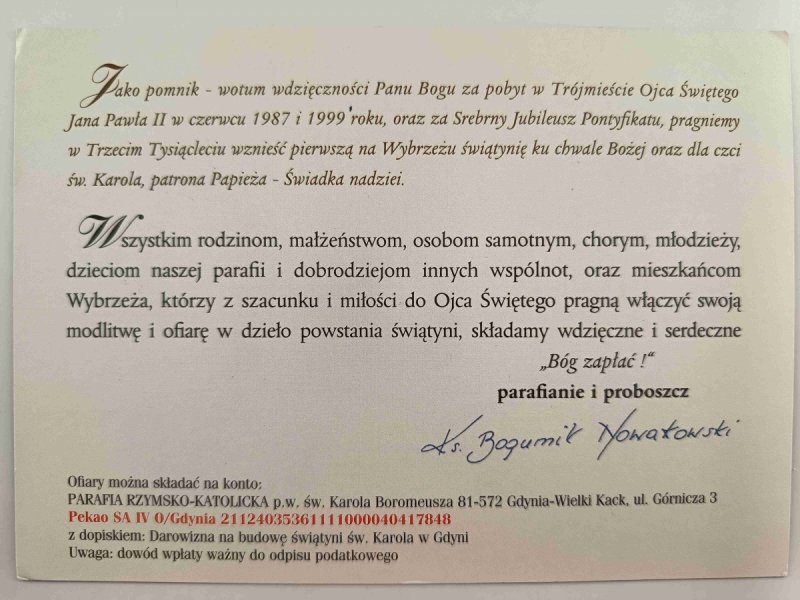 Jako pomnik - wotum wdzięczności Panu Bogu za pobyt w Trójmieście Ojca Świętego
Jana Pawła II w czerwcu 1987 i 1999 roku, oraz za Srebrny Jubileusz Pontyfikatu, pragniemy
w Trzecim Tysiącleciu wznieść pierwszą na Wybrzeżu świątynię ku chwale Bożej oraz dla czci
św. Karola, patrona Papieża - Świadka nadziei.
Wszystkim rodzinom, małżeństwom, osobom samotnym, chorym, młodzieży,
dzieciom naszej parafii i dobrodziejom innych wspólnot, oraz mieszkańcom
Wybrzeża, którzy z szacunku i miłości do Ojca Świętego pragną włączyć swoją
modlitwę i ofiarę w dzieło powstania świątyni, składamy wdzięczne i serdeczne
„Bóg zapłać !“
parafianie i proboszcz
Ks. Bogumił Nowakowski
Ofiary można składać na konto:
PARAFIA RZYMSKO-KATOLICKA p.w. św. Karola Boromeusza 81-572 Gdynia-Wielki Kack, ul. Górnicza 3
Pekao SA IV O/Gdynia 21124035361111000040417848
z dopiskiem: Darowizna na budowę świątyni św. Karola w Gdyni
Uwaga: dowód wpłaty ważny do odpisu podatkowego